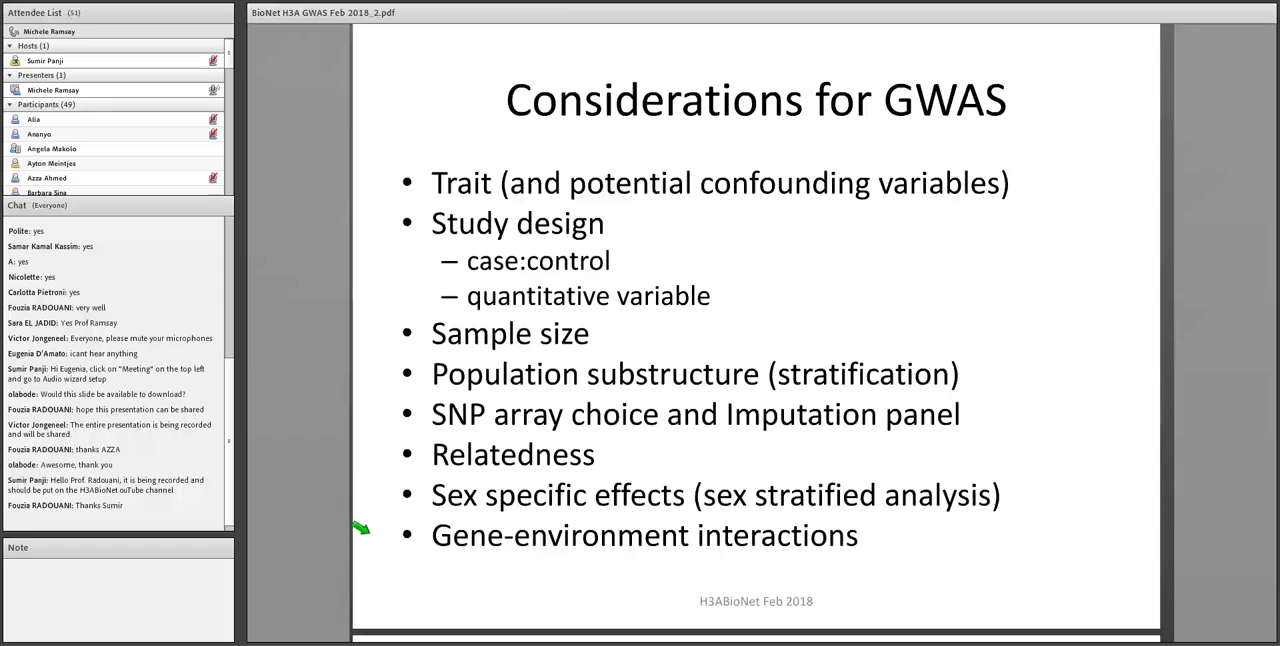 Attendee List (51)
Michele Ramsay
Hosts (1)
Sumir Panji
Presenters (1)
Michele Ramsay
Participants (49)
Alia
Ananyo
Angela Makolo
Ayton Meintjes
Azza Ahmed
Barbara Sina
Chat (Everyone)
Polite: yes
Samar Kamal Kassim: yes
A: yes
Nicolette: yes
Carlotta Pietroni: yes
Fouzia RADOUANI: very well
Sara EL JADID: Yes Prof Ramsay
Victor Jongeneel: Everyone, please mute your microphones
Eugenia D'Amato: icant hear anything
Sumir Panji: Hi Eugenia, click on "Meeting" on the top left
and go to Audio wizard setup
olabode: Would this slide be available to download?
Fouzia RADOUANI: hope this presentation can be shared
Victor Jongeneel: The entire presentation is being recorded
and will be shared.
Fouzia RADOUANI: thanks AZZA
olabode: Awesome, thank you
Sumir Panji: Hello Prof. Radouani, it is being recorded and
should be put on the H3ABioNet ouTube channel
Fouzia RADOUANI: Thanks Sumir
Note
BioNet H3A GWAS Feb 2018_2.pdf
Considerations for GWAS
• Trait (and potential confounding variables)
• Study design
– case:control
– quantitative variable
• Sample size
• Population substructure (stratification)
• SNP array choice and Imputation panel
• Relatedness
• Sex specific effects (sex stratified analysis)
• Gene-environment interactions
H3ABioNet Feb 2018